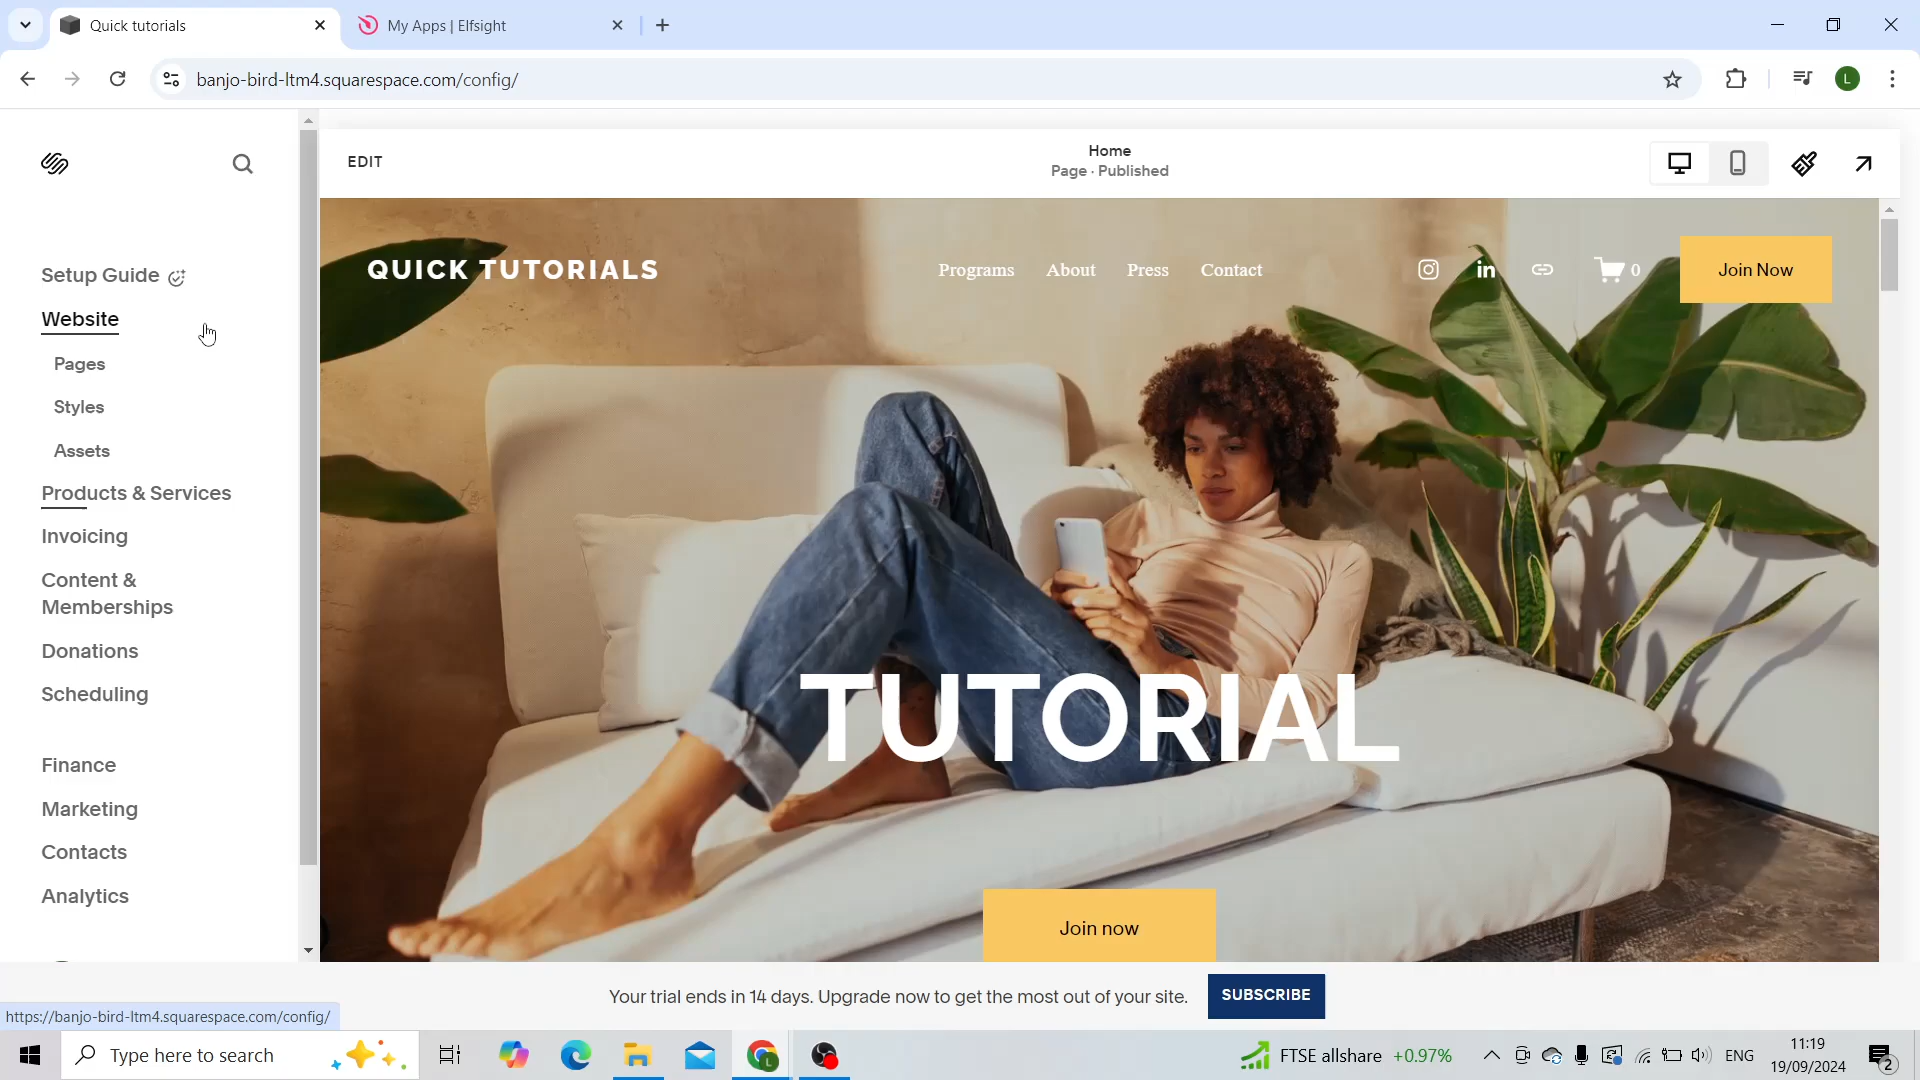 Quick tutorials
My Apps | Elfsight
banjo-bird-ltm4.squarespace.com/config/
L
EDIT
Home
Page · Published
Setup Guide
Website
Pages
Styles
Assets
Products & Services
Invoicing
Content &
Memberships
Donations
Scheduling
Finance
Marketing
Contacts
Analytics
QUICK TUTORIALS
Programs
About
Press
Contact
0
Join Now
TUTORIAL
Join now
Your trial ends in 14 days. Upgrade now to get the most out of your site.
SUBSCRIBE
https://banjo-bird-ltm4.squarespace.com/config/
Type here to search
L
FTSE allshare +0.97%
ENG
11:19
19/09/2024
2